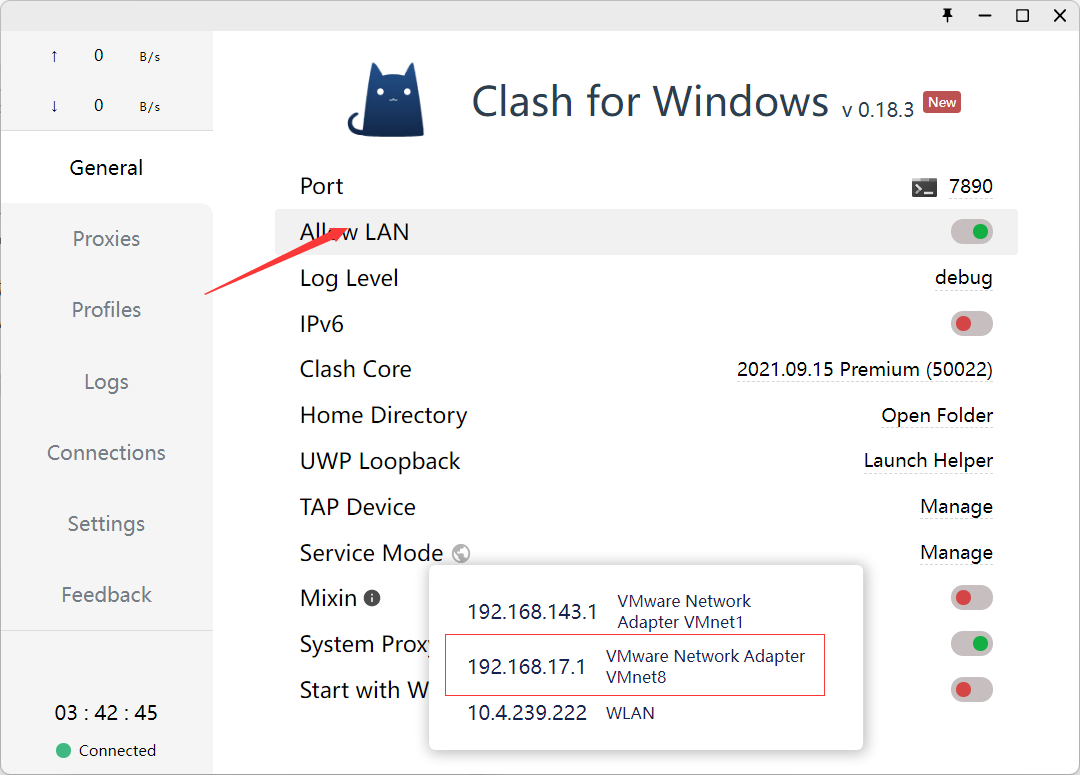 ↑ 0 B/s
↓ 0 B/s
Clash for Windows v 0.18.3 New
General
Proxies
Profiles
Logs
Connections
Settings
Feedback
03 : 42 : 45
Connected
Port 7890
Allow LAN
Log Level debug
IPv6
Clash Core 2021.09.15 Premium (50022)
Home Directory Open Folder
UWP Loopback Launch Helper
TAP Device Manage
Service Mode Manage
Mixin
System Proxy
Start with W
192.168.143.1 VMware Network
Adapter VMnet1
192.168.17.1 VMware Network Adapter
VMnet8
10.4.239.222 WLAN